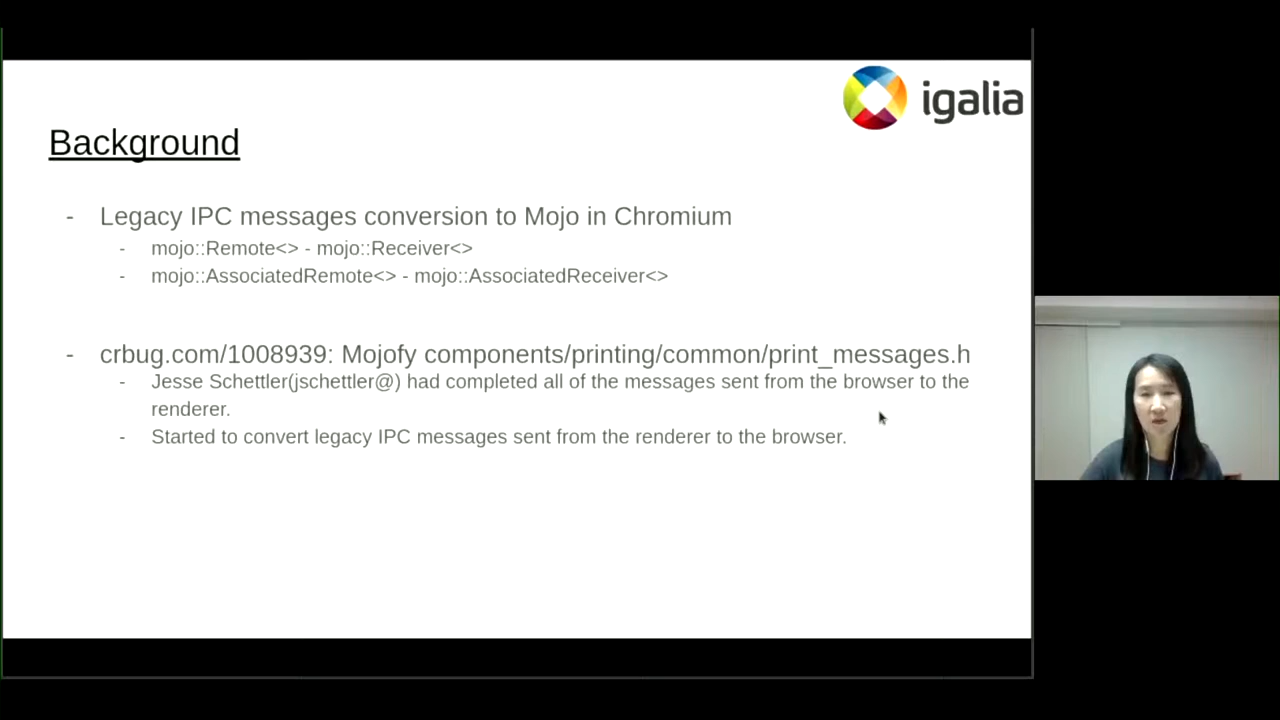 igalia
Background
- Legacy IPC messages conversion to Mojo in Chromium
- mojo::Remote<> - mojo::Receiver<>
- mojo::AssociatedRemote<> - mojo::AssociatedReceiver<>
- crbug.com/1008939: Mojofy components/printing/common/print_messages.h
- Jesse Schettler(jschettler@) had completed all of the messages sent from the browser to the
renderer.
- Started to convert legacy IPC messages sent from the renderer to the browser.